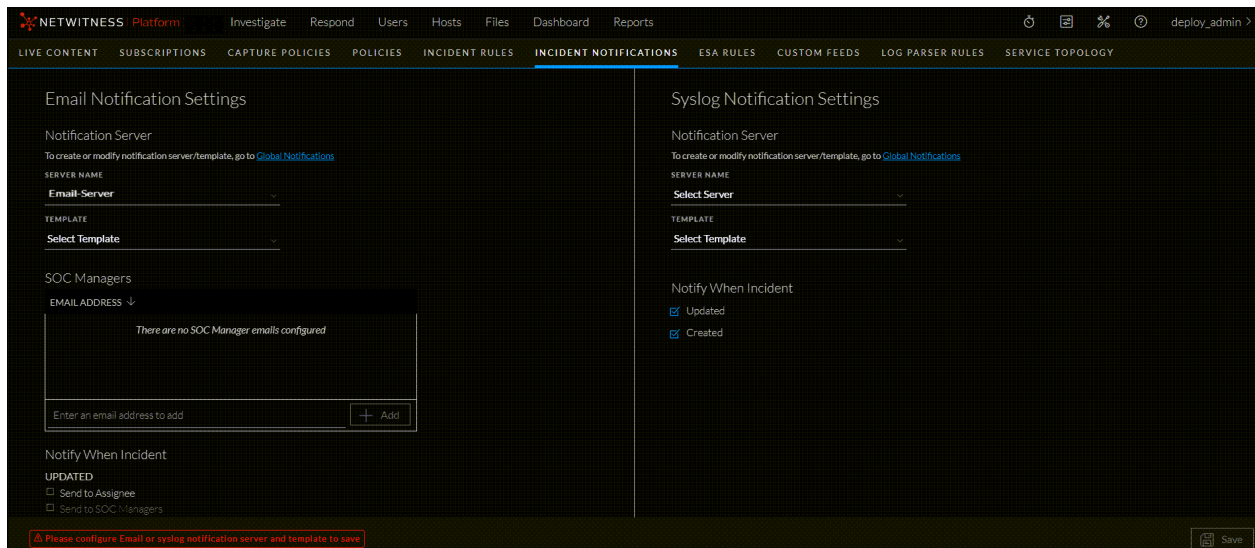 NETWITNESS Platform Investigate Respond Users Hosts Files Dashboard Reports deploy_admin >
LIVE CONTENT SUBSCRIPTIONS CAPTURE POLICIES POLICIES INCIDENT RULES INCIDENT NOTIFICATIONS ESA RULES CUSTOM FEEDS LOG PARSER RULES SERVICE TOPOLOGY
Email Notification Settings
Notification Server
To create or modify notification server/template, go to Global Notifications
SERVER NAME
Email-Server
TEMPLATE
Select Template
SOC Managers
EMAIL ADDRESS ↓
There are no SOC Manager emails configured
Enter an email address to add
+ Add
Notify When Incident
UPDATED
Send to Assignee
Send to SOC Managers
Syslog Notification Settings
Notification Server
To create or modify notification server/template, go to Global Notifications
SERVER NAME
Select Server
TEMPLATE
Select Template
Notify When Incident
Updated
Created
Please configure Email or syslog notification server and template to save
Save